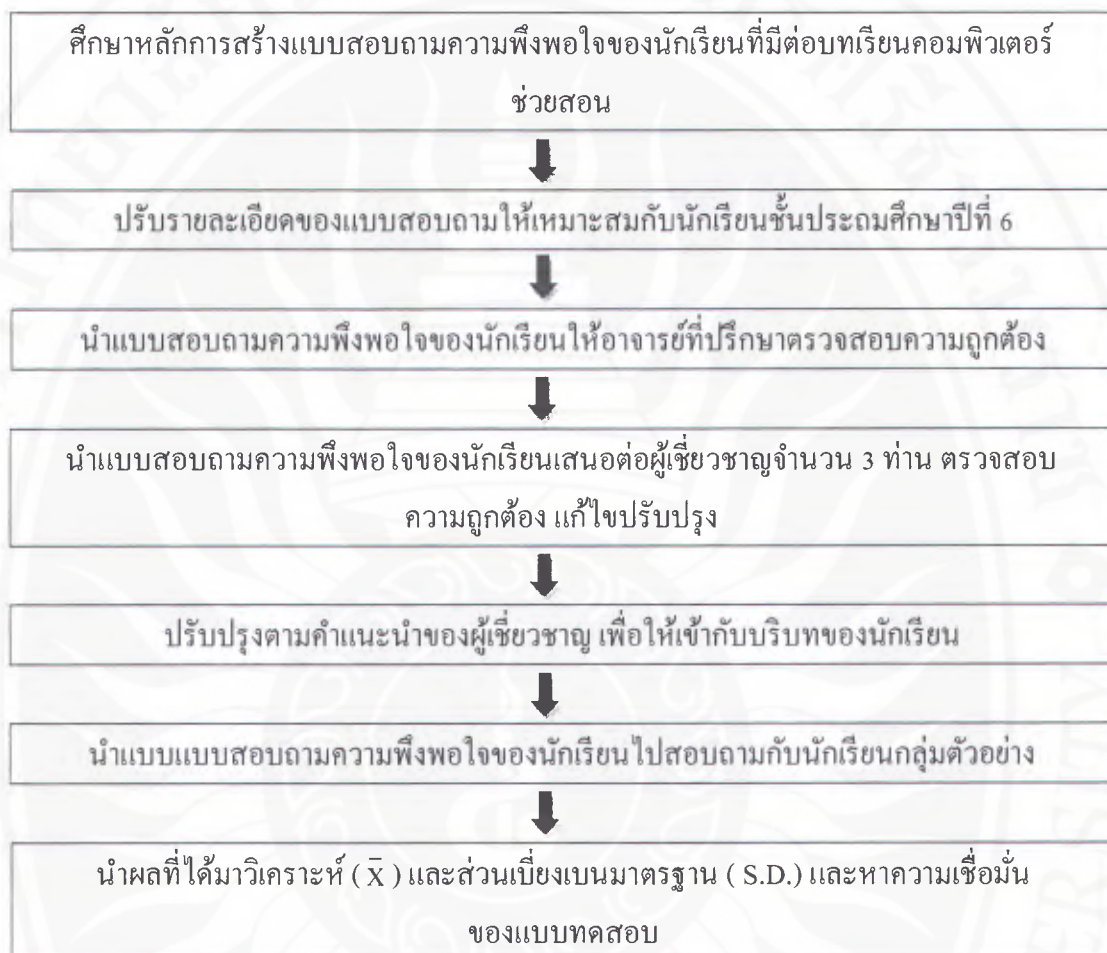 ศึกษาหลักการสร้างแบบสอบถามความพึงพอใจของนักเรียนที่มีต่อบทเรียนคอมพิวเตอร์
ช่วยสอน
ปรับรายละเอียดของแบบสอบถามให้เหมาะสมกับนักเรียนชั้นประถมศึกษาปีที่ 6
นำแบบสอบถามความพึงพอใจของนักเรียนให้อาจารย์ที่ปรึกษาตรวจสอบความถูกต้อง
นำแบบสอบถามความพึงพอใจของนักเรียนเสนอต่อผู้เชี่ยวชาญจำนวน 3 ท่าน ตรวจสอบ
ความถูกต้อง แก้ไขปรับปรุง
ปรับปรุงตามคำแนะนำของผู้เชี่ยวชาญ เพื่อให้เข้ากับบริบทของนักเรียน
นำแบบแบบสอบถามความพึงพอใจของนักเรียนไปสอบถามกับนักเรียนกลุ่มตัวอย่าง
นำผลที่ได้มาวิเคราะห์ ( X̄ ) และส่วนเบี่ยงเบนมาตรฐาน ( S.D.) และหาความเชื่อมั่น
ของแบบทดสอบ